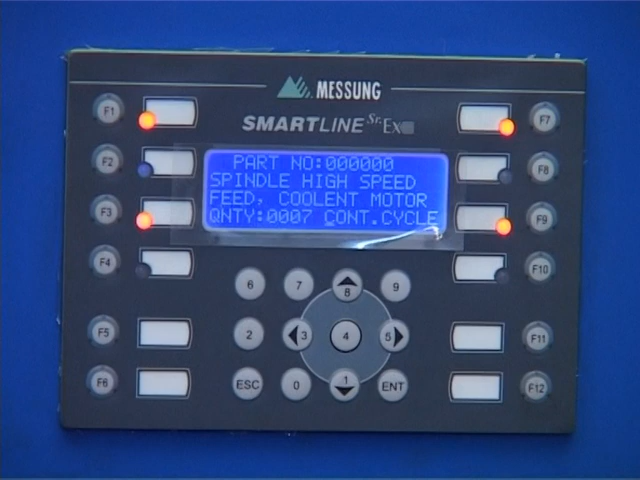 MESSUNG
SMARTLINE Sr.Ex
F1
F7
PART NO:000000
SPINDLE HIGH SPEED
FEED, COOLENT MOTOR
QNTY:0007 CONT.CYCLE
F2
F8
F3
F9
F4
F10
6 7 8 9
F5
2 3 4 5
F11
F6
ESC 0 1 ENT
F12